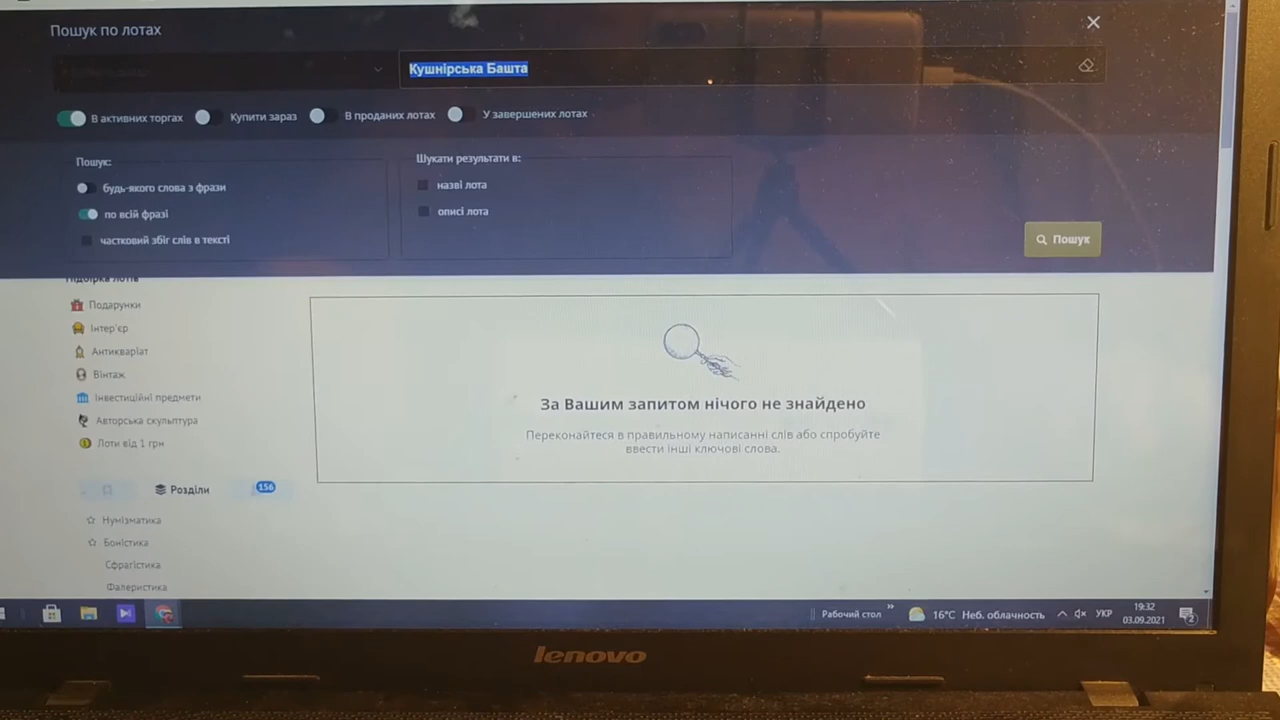 Пошук по лотах
Кушнірська Башта
В активних торгах
Купити зараз
В проданих лотах
У завершених лотах
Пошук:
будь-якого слова з фрази
по всій фразі
частковий збіг слів в тексті
Шукати результати в:
назві лота
описі лота
Пошук
Підбірка лотів
Подарунки
Інтер'єр
Антикваріат
Вінтаж
Інвестиційні предмети
Авторська скульптура
Лоти від 1 грн
За Вашим запитом нічого не знайдено
Переконайтеся в правильному написанні слів або спробуйте
ввести інші ключові слова.
Розділи
156
Нумізматика
Боністика
Сфрагістика
Фалеристика
Рабочий стол
16°C Неб. облачность
УКР
19:32
03.09.2021
2
lenovo